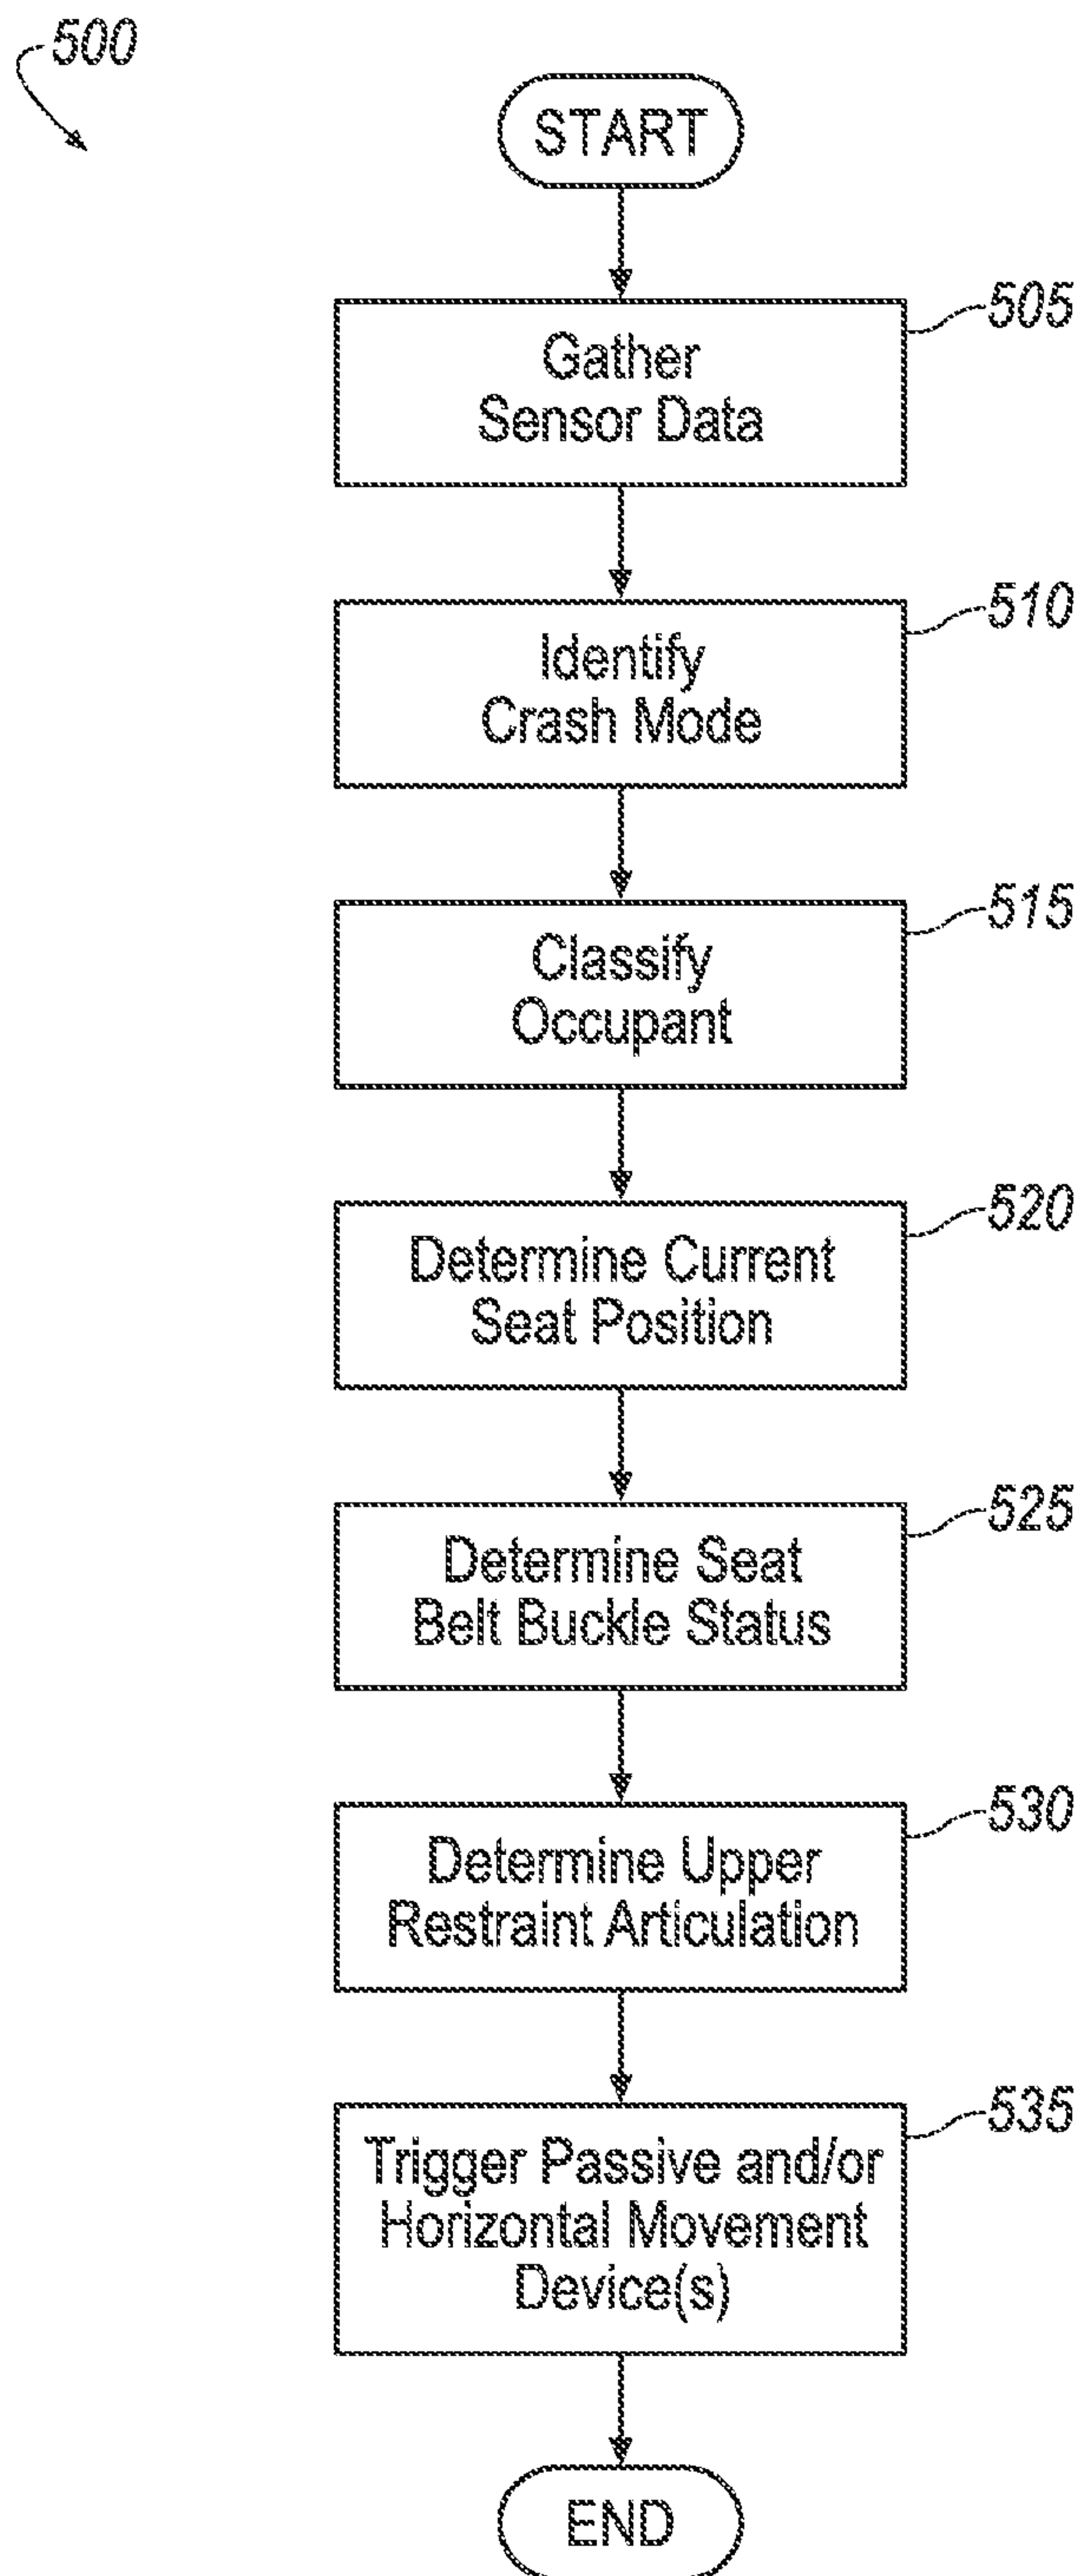 500
START
505
Gather
Sensor Data
510
Identify
Crash Mode
515
Classify
Occupant
520
Determine Current
Seat Position
525
Determine Seat
Belt Buckle Status
530
Determine Upper
Restraint Articulation
535
Trigger Passive and/or
Horizontal Movement
Device(s)
END